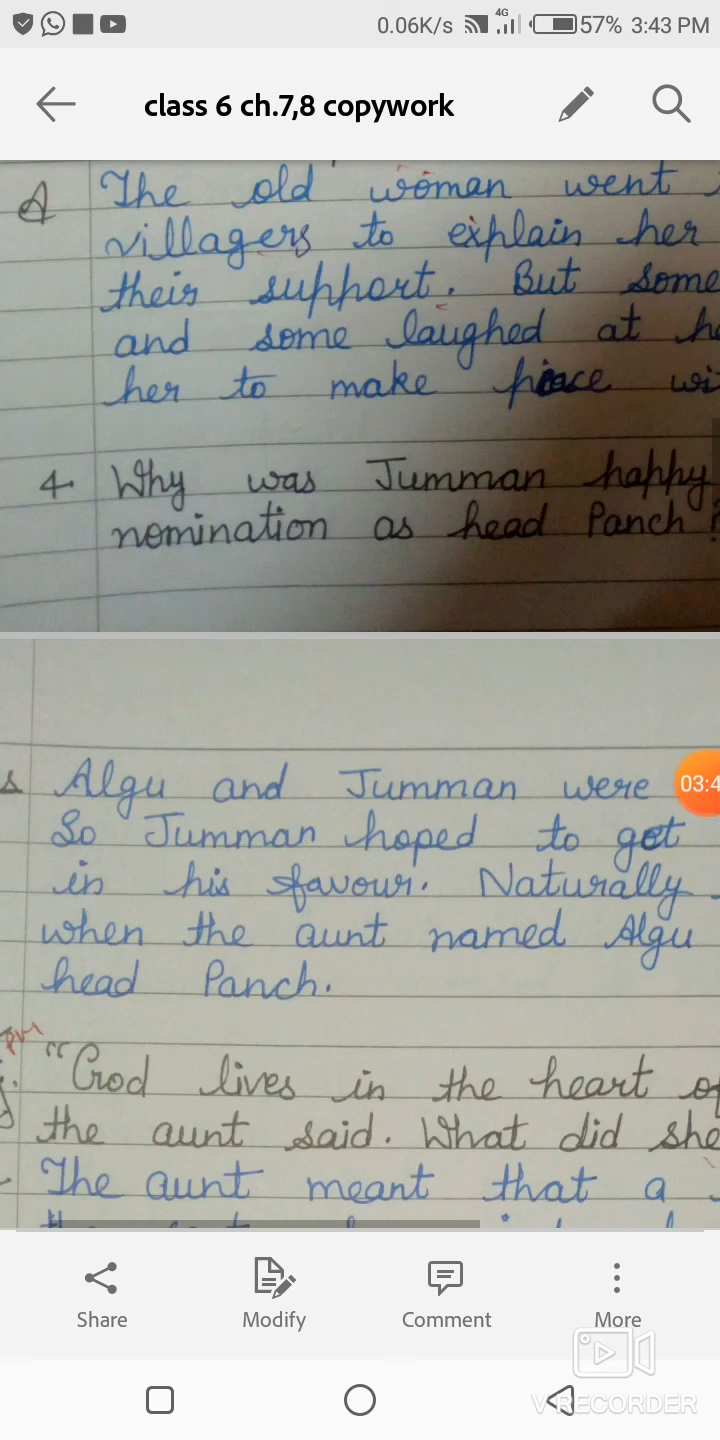 4G
0.06K/s 57% 3:43 PM
class 6 ch.7,8 copywork
A The old woman went
villagers to explain her
their support. But some
and some laughed at
her to make piace
4. Why was Jumman happy
nomination as head Panch?
Algu and Jumman were
03:4
So Jumman hoped to get
in his favour. Naturally
when the aunt named Algu
head Panch.
"God lives in the heart of
the aunt said. What did she
The aunt meant that a
Share Modify Comment More
V RECORDER